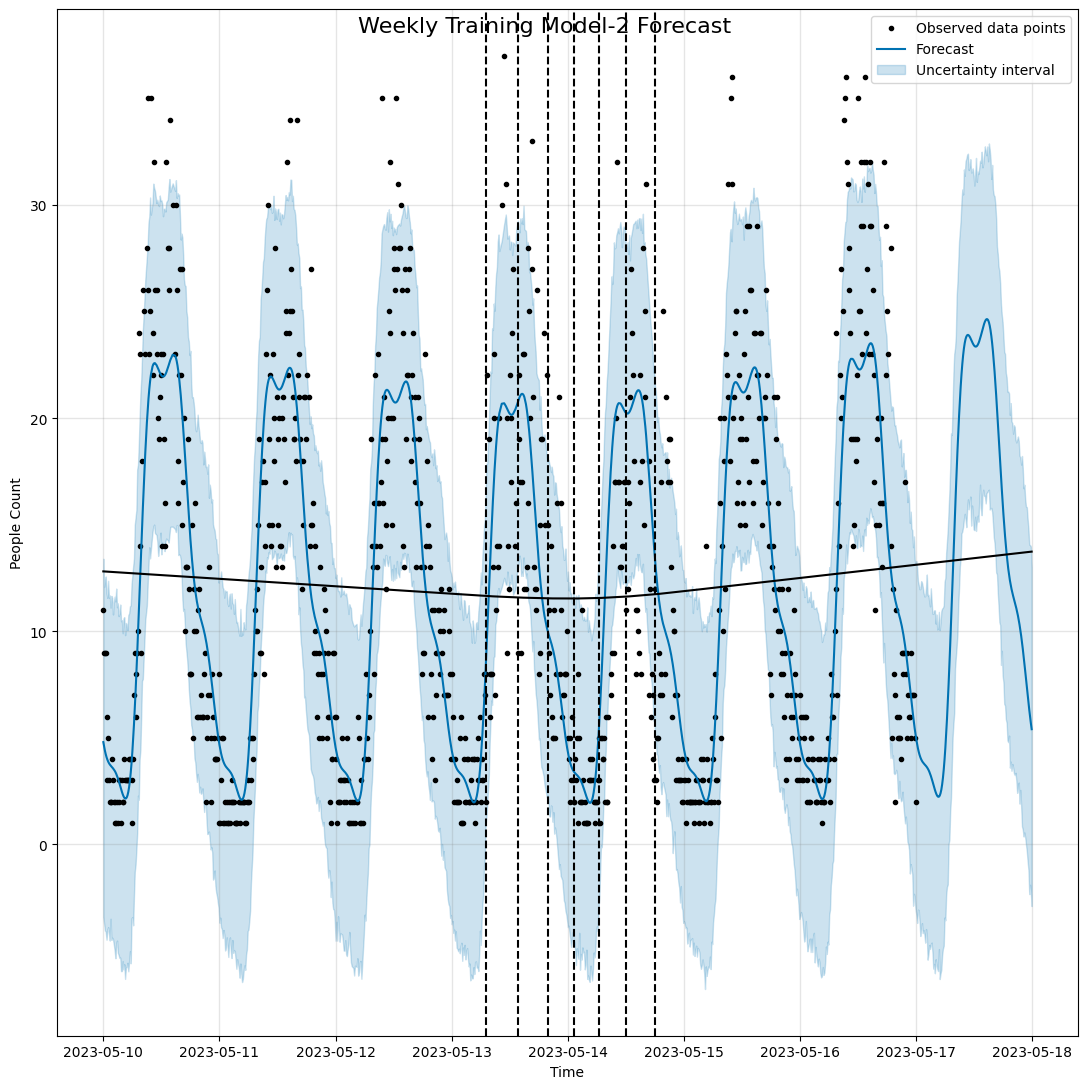 Weekly Training Model-2 Forecast
Observed data points
Forecast
Uncertainty interval
People Count
30
20
10
0
2023-05-10 2023-05-11 2023-05-12 2023-05-13 2023-05-14 2023-05-15 2023-05-16 2023-05-17 2023-05-18
Time